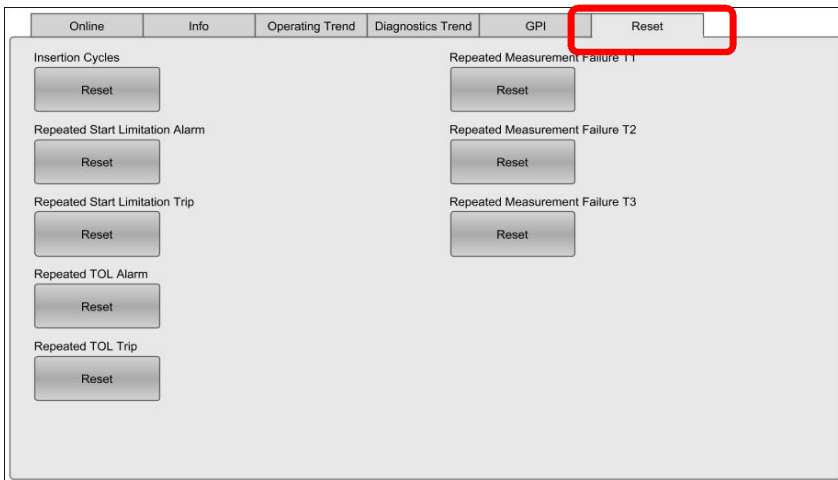 Online Info Operating Trend Diagnostics Trend GPI Reset
Insertion Cycles
Reset
Repeated Start Limitation Alarm
Reset
Repeated Start Limitation Trip
Reset
Repeated TOL Alarm
Reset
Repeated TOL Trip
Reset
Repeated Measurement Failure T1
Reset
Repeated Measurement Failure T2
Reset
Repeated Measurement Failure T3
Reset